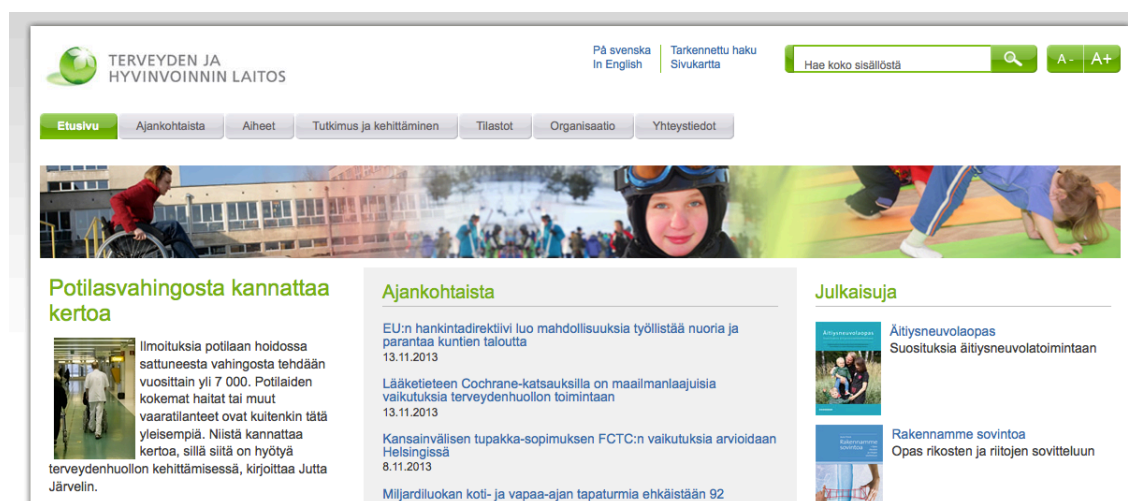 TERVEYDEN JA
HYVINVOINNIN LAITOS
På svenska
In English
Tarkennettu haku
Sivukartta
Hae koko sisällöstä
A- A+
Etusivu Ajankohtaista Aiheet Tutkimus ja kehittäminen Tilastot Organisaatio Yhteystiedot
Potilasvahingosta kannattaa
kertoa
Ilmoituksia potilaan hoidossa
sattuneesta vahingosta tehdään
vuosittain yli 7 000. Potilaiden
kokemat haitat tai muut
vaaratilanteet ovat kuitenkin tätä
yleisempiä. Niistä kannattaa
kertoa, sillä siitä on hyötyä
terveydenhuollon kehittämisessä, kirjoittaa Jutta
Järvelin.
Ajankohtaista
EU:n hankintadirektiivi luo mahdollisuuksia työllistää nuoria ja
parantaa kuntien taloutta
13.11.2013
Lääketieteen Cochrane-katsauksilla on maailmanlaajuisia
vaikutuksia terveydenhuollon toimintaan
13.11.2013
Kansainvälisen tupakka-sopimuksen FCTC:n vaikutuksia arvioidaan
Helsingissä
8.11.2013
Miljardiluokan koti- ja vapaa-ajan tapaturmia ehkäistään 92
Julkaisuja
Äitiysneuvolaopas
Äitiysneuvolaopas
Suosituksia äitiysneuvolatoimintaan
Rakennamme
sovintoa
Rakennamme sovintoa
Opas rikosten ja riitojen sovitteluun